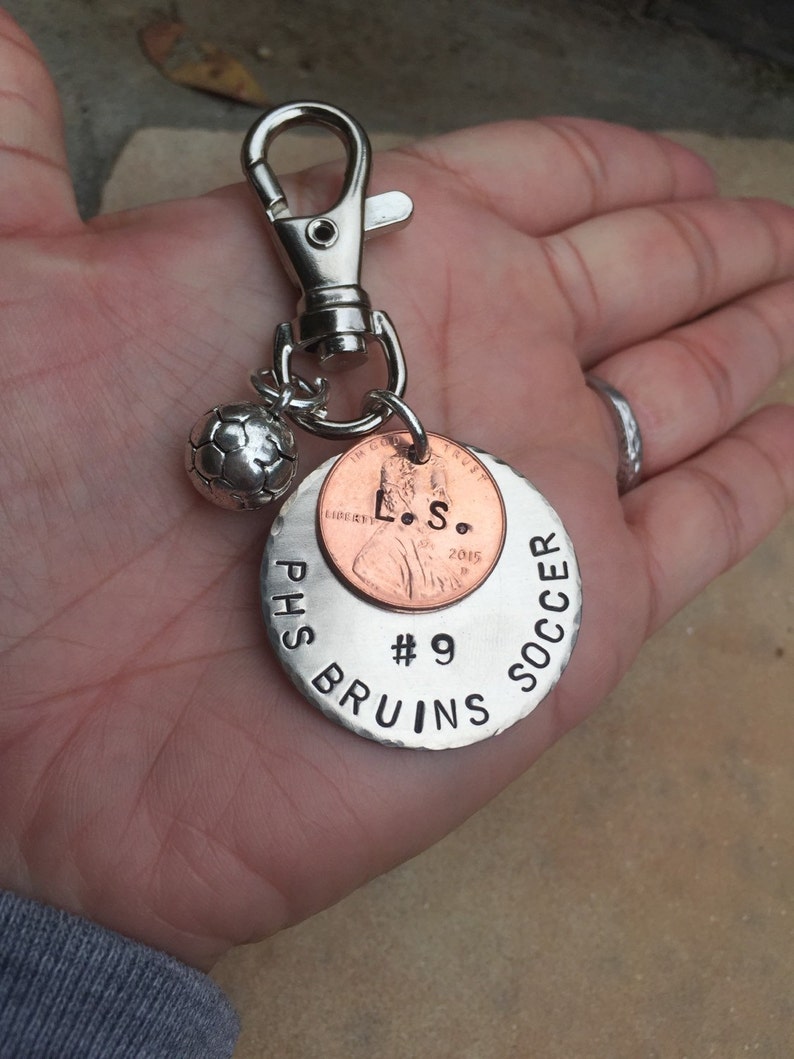 IN GOD WE TRUST
LIBERTY
L.S.
2015
D
#9
PHS BRUINS SOCCER